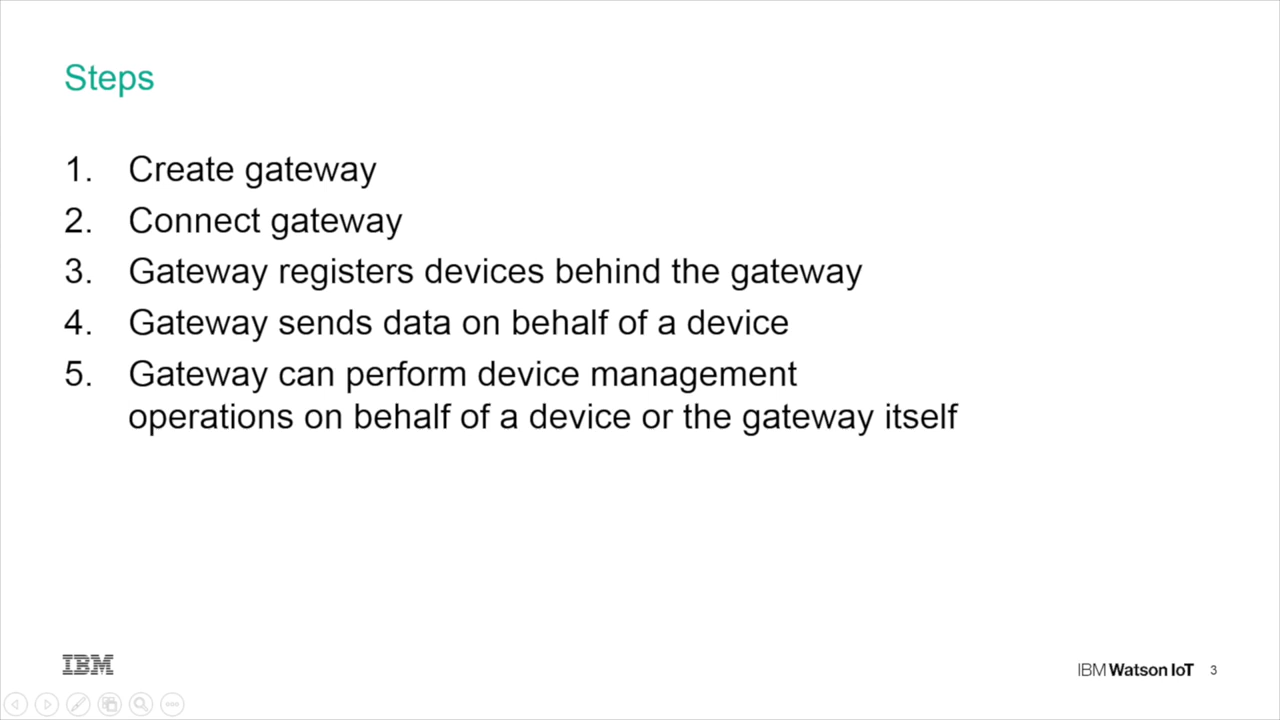 Steps
1. Create gateway
2. Connect gateway
3. Gateway registers devices behind the gateway
4. Gateway sends data on behalf of a device
5. Gateway can perform device management
operations on behalf of a device or the gateway itself
IBM
IBM Watson IoT 3